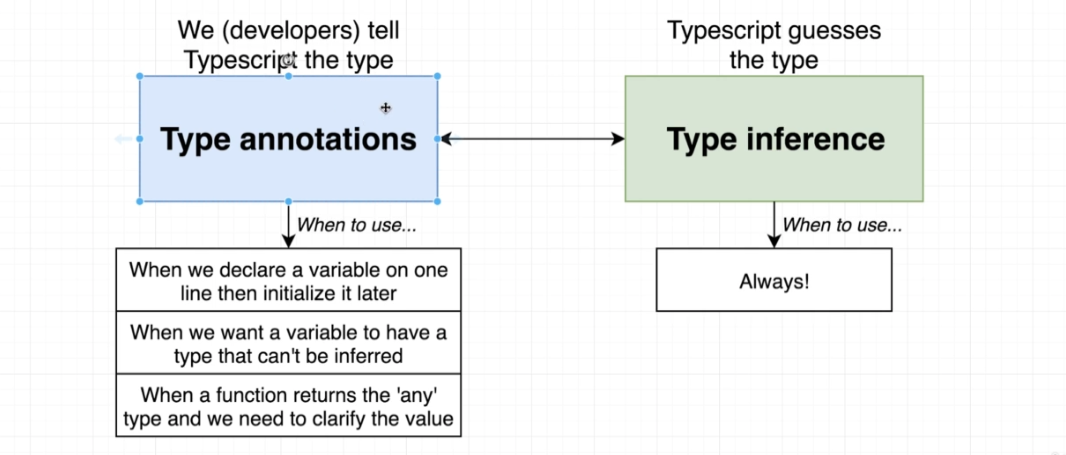 We (developers) tell
Typescript the type
Type annotations
When to use...
When we declare a variable on one
line then initialize it later
When we want a variable to have a
type that can't be inferred
When a function returns the 'any'
type and we need to clarify the value
Typescript guesses
the type
Type inference
When to use...
Always!